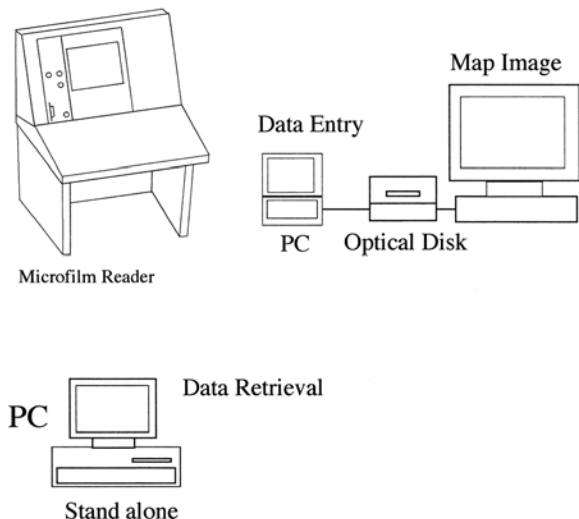 Map Image
Data Entry
PC
Optical Disk
Microfilm Reader
Data Retrieval
PC
Stand alone